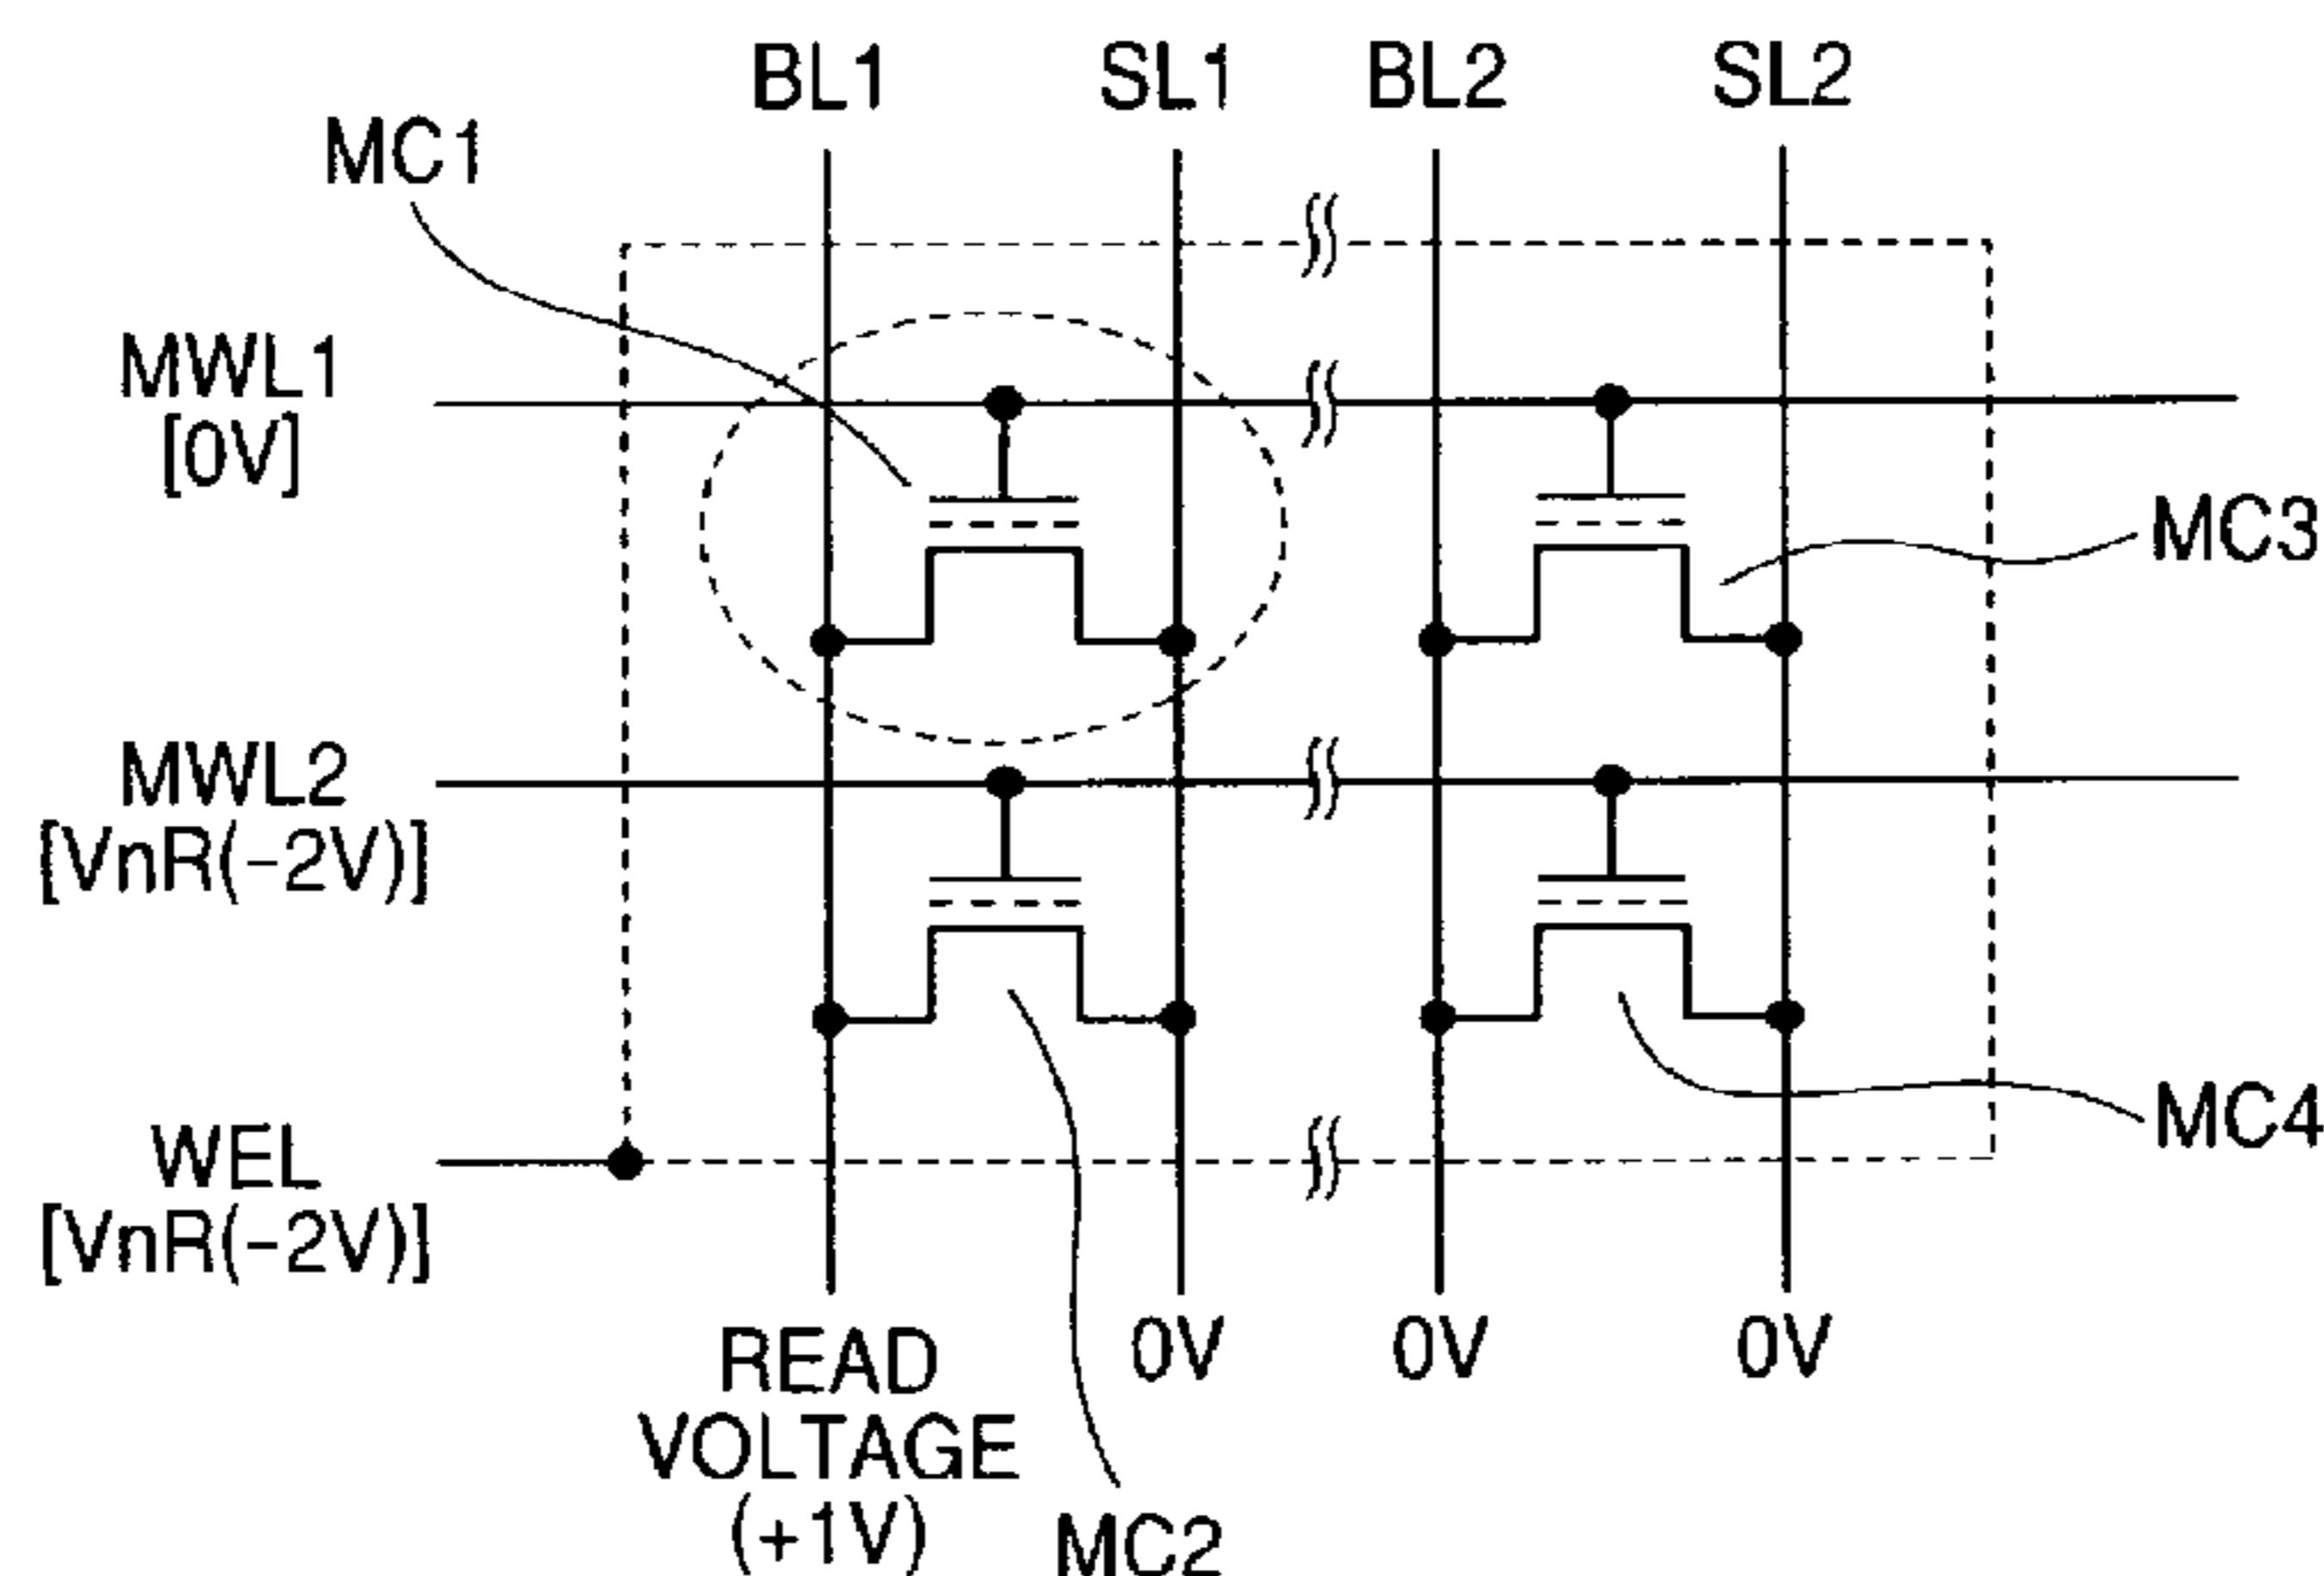 BL1
SL1
BL2
SL2
MC1
MWL1
[0V]
MC3
MWL2
[VnR(-2V)]
MC4
WEL
[VnR(-2V)]
READ
VOLTAGE
(+1V)
0V
0V
0V
MC2